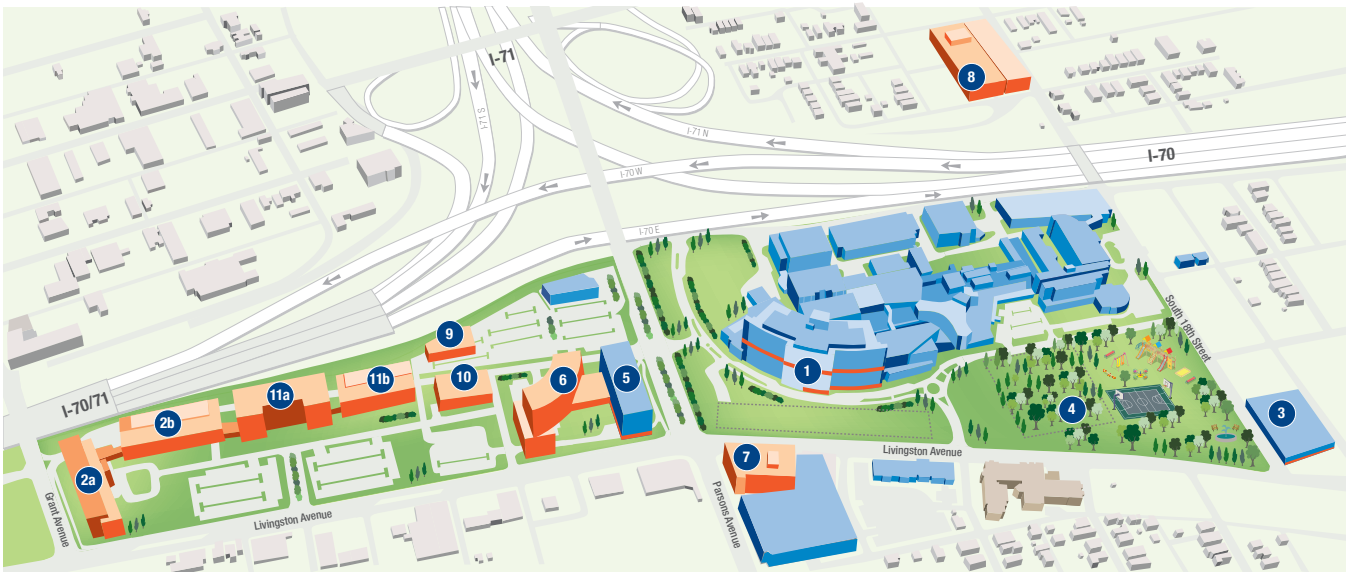 I-71
8
I-71 S
I-71 N
I-70
I-70 W
I-70 E
South 18th Street
9
1
11b
10
6
5
11a
I-70/71
2b
4
3
Livingston Avenue
7
2a
Grant Avenue
Parsons Avenue
Livingston Avenue